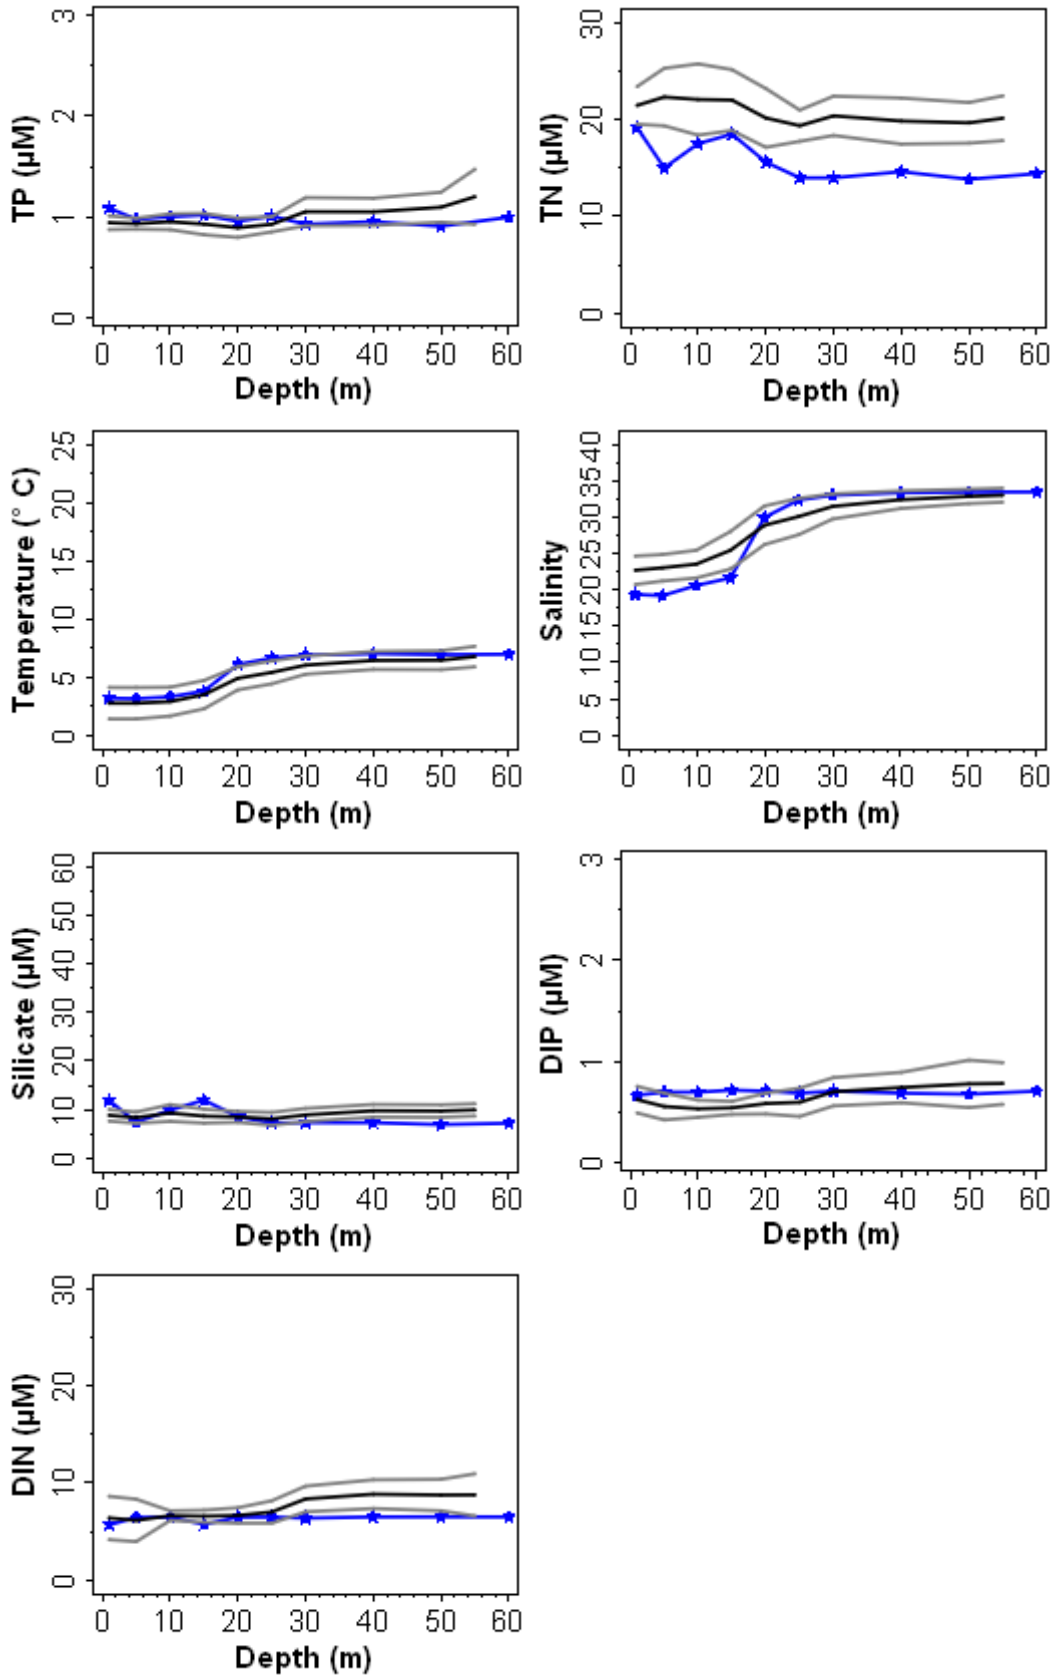 TP (µM)
3
2
1
0
0 10 20 30 40 50 60
Depth (m)
TN (µM)
30
20
10
0
0 10 20 30 40 50 60
Depth (m)
Temperature (° C)
25
20
15
10
5
0
0 10 20 30 40 50 60
Depth (m)
Salinity
40
35
30
25
20
15
10
5
0
0 10 20 30 40 50 60
Depth (m)
Silicate (µM)
60
50
40
30
20
10
0
0 10 20 30 40 50 60
Depth (m)
DIP (µM)
3
2
1
0
0 10 20 30 40 50 60
Depth (m)
DIN (µM)
30
20
10
0
0 10 20 30 40 50 60
Depth (m)